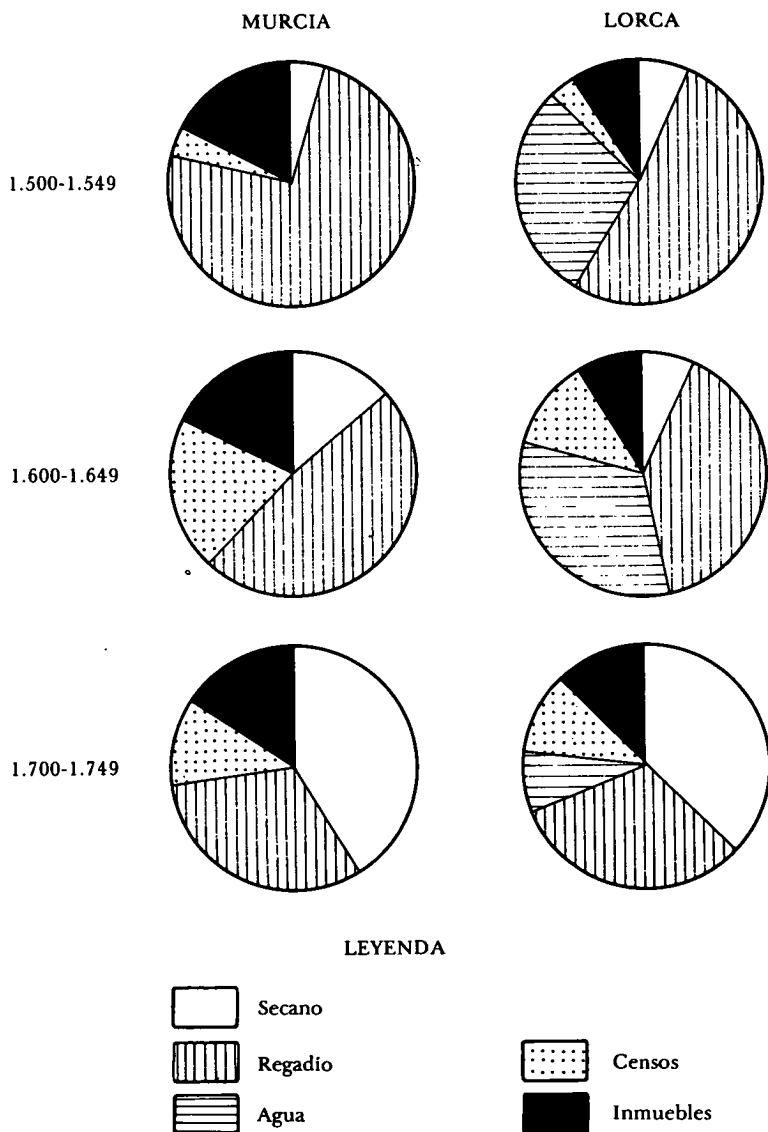 MURCIA LORCA
1.500-1.549
1.600-1.649
1.700-1.749
LEYENDA
Secano
Regadio Censos
Agua Inmuebles